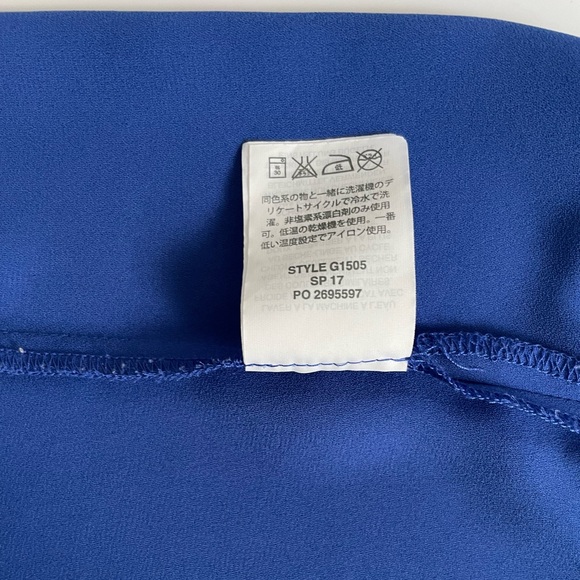 同色系の物と一緒に洗濯機のデ
リケートサイクルで冷水で洗
濯。非塩素系漂白剤のみ使用
可。低温の乾燥機を使用。一番
低い温度設定でアイロン使用。
STYLE G1505
SP 17
PO 2695597